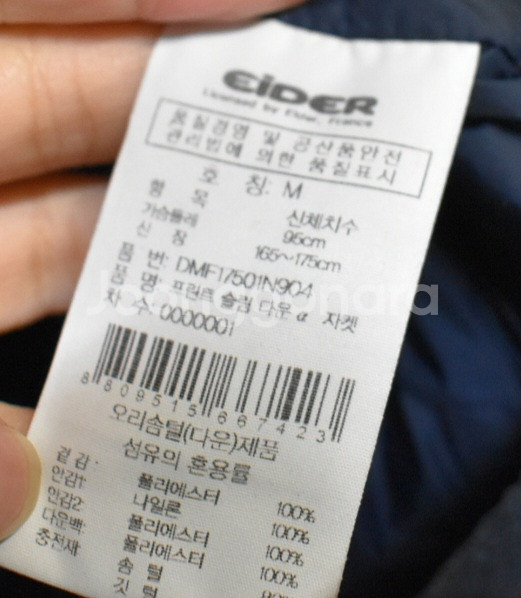 EiDER
Licensed by Eider, France
품질경영 및 공산품안전
관리법에 의한 품질표시
호 칭: M
항 목 신체치수
가슴둘레 95cm
신 장 165~175cm
품 번: DMF17501N904
품 명: 프런트 슬림 다운 α 자켓
차 수: 0000001
Joonggonara
8809515667423
오리솜털(다운)제품
섬유의 혼용률
겉감: 폴리에스터 100%
안감1: 나일론 100%
안감2: 폴리에스터 100%
다운백: 폴리에스터 100%
충전재: 솜 털
깃 털